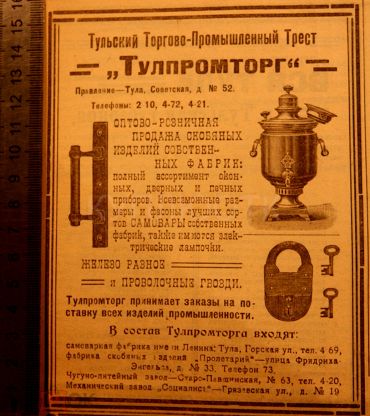 Тульский Торгово-Промышленный Трест
„ТУЛПРОМТОРГ“
Правление—Тула, Советская, д № 52.
Телефоны: 2 10, 4-72, 4-21.
ОПТОВО-РОЗНИЧНАЯ
ПРОДАЖА СКОБЯНЫХ
ИЗДЕЛИЙ СОБСТВЕН-
НЫХ ФАБРИК:
полный ассортимент окон-
ных, дверных и печных
приборов. Всевозможные раз-
меры и фасоны лучших сор-
тов САМОВАРЫ собственных
фабрик, также имеются элек-
трические лампочки.
ЖЕЛЕЗО РАЗНОЕ
и ПРОВОЛОЧНЫЕ ГВОЗДИ.
Тулпромторг принимает заказы на по-
ставку всех изделий промышленности.
В состав Тулпромторга входят:
самоварная фабрика имени Ленина: Тула, Горская ул., тел. 4 69,
фабрика скобяных изделий „Пролетарий“—улица Фридриха
Энгельса, д. № 33. Телефон 73.
Чугуно-литейный завод—Старо-Павшинская, № 63, тел. 4-20,
Механический завод „Социалист“—Грязевская ул., д. № 19